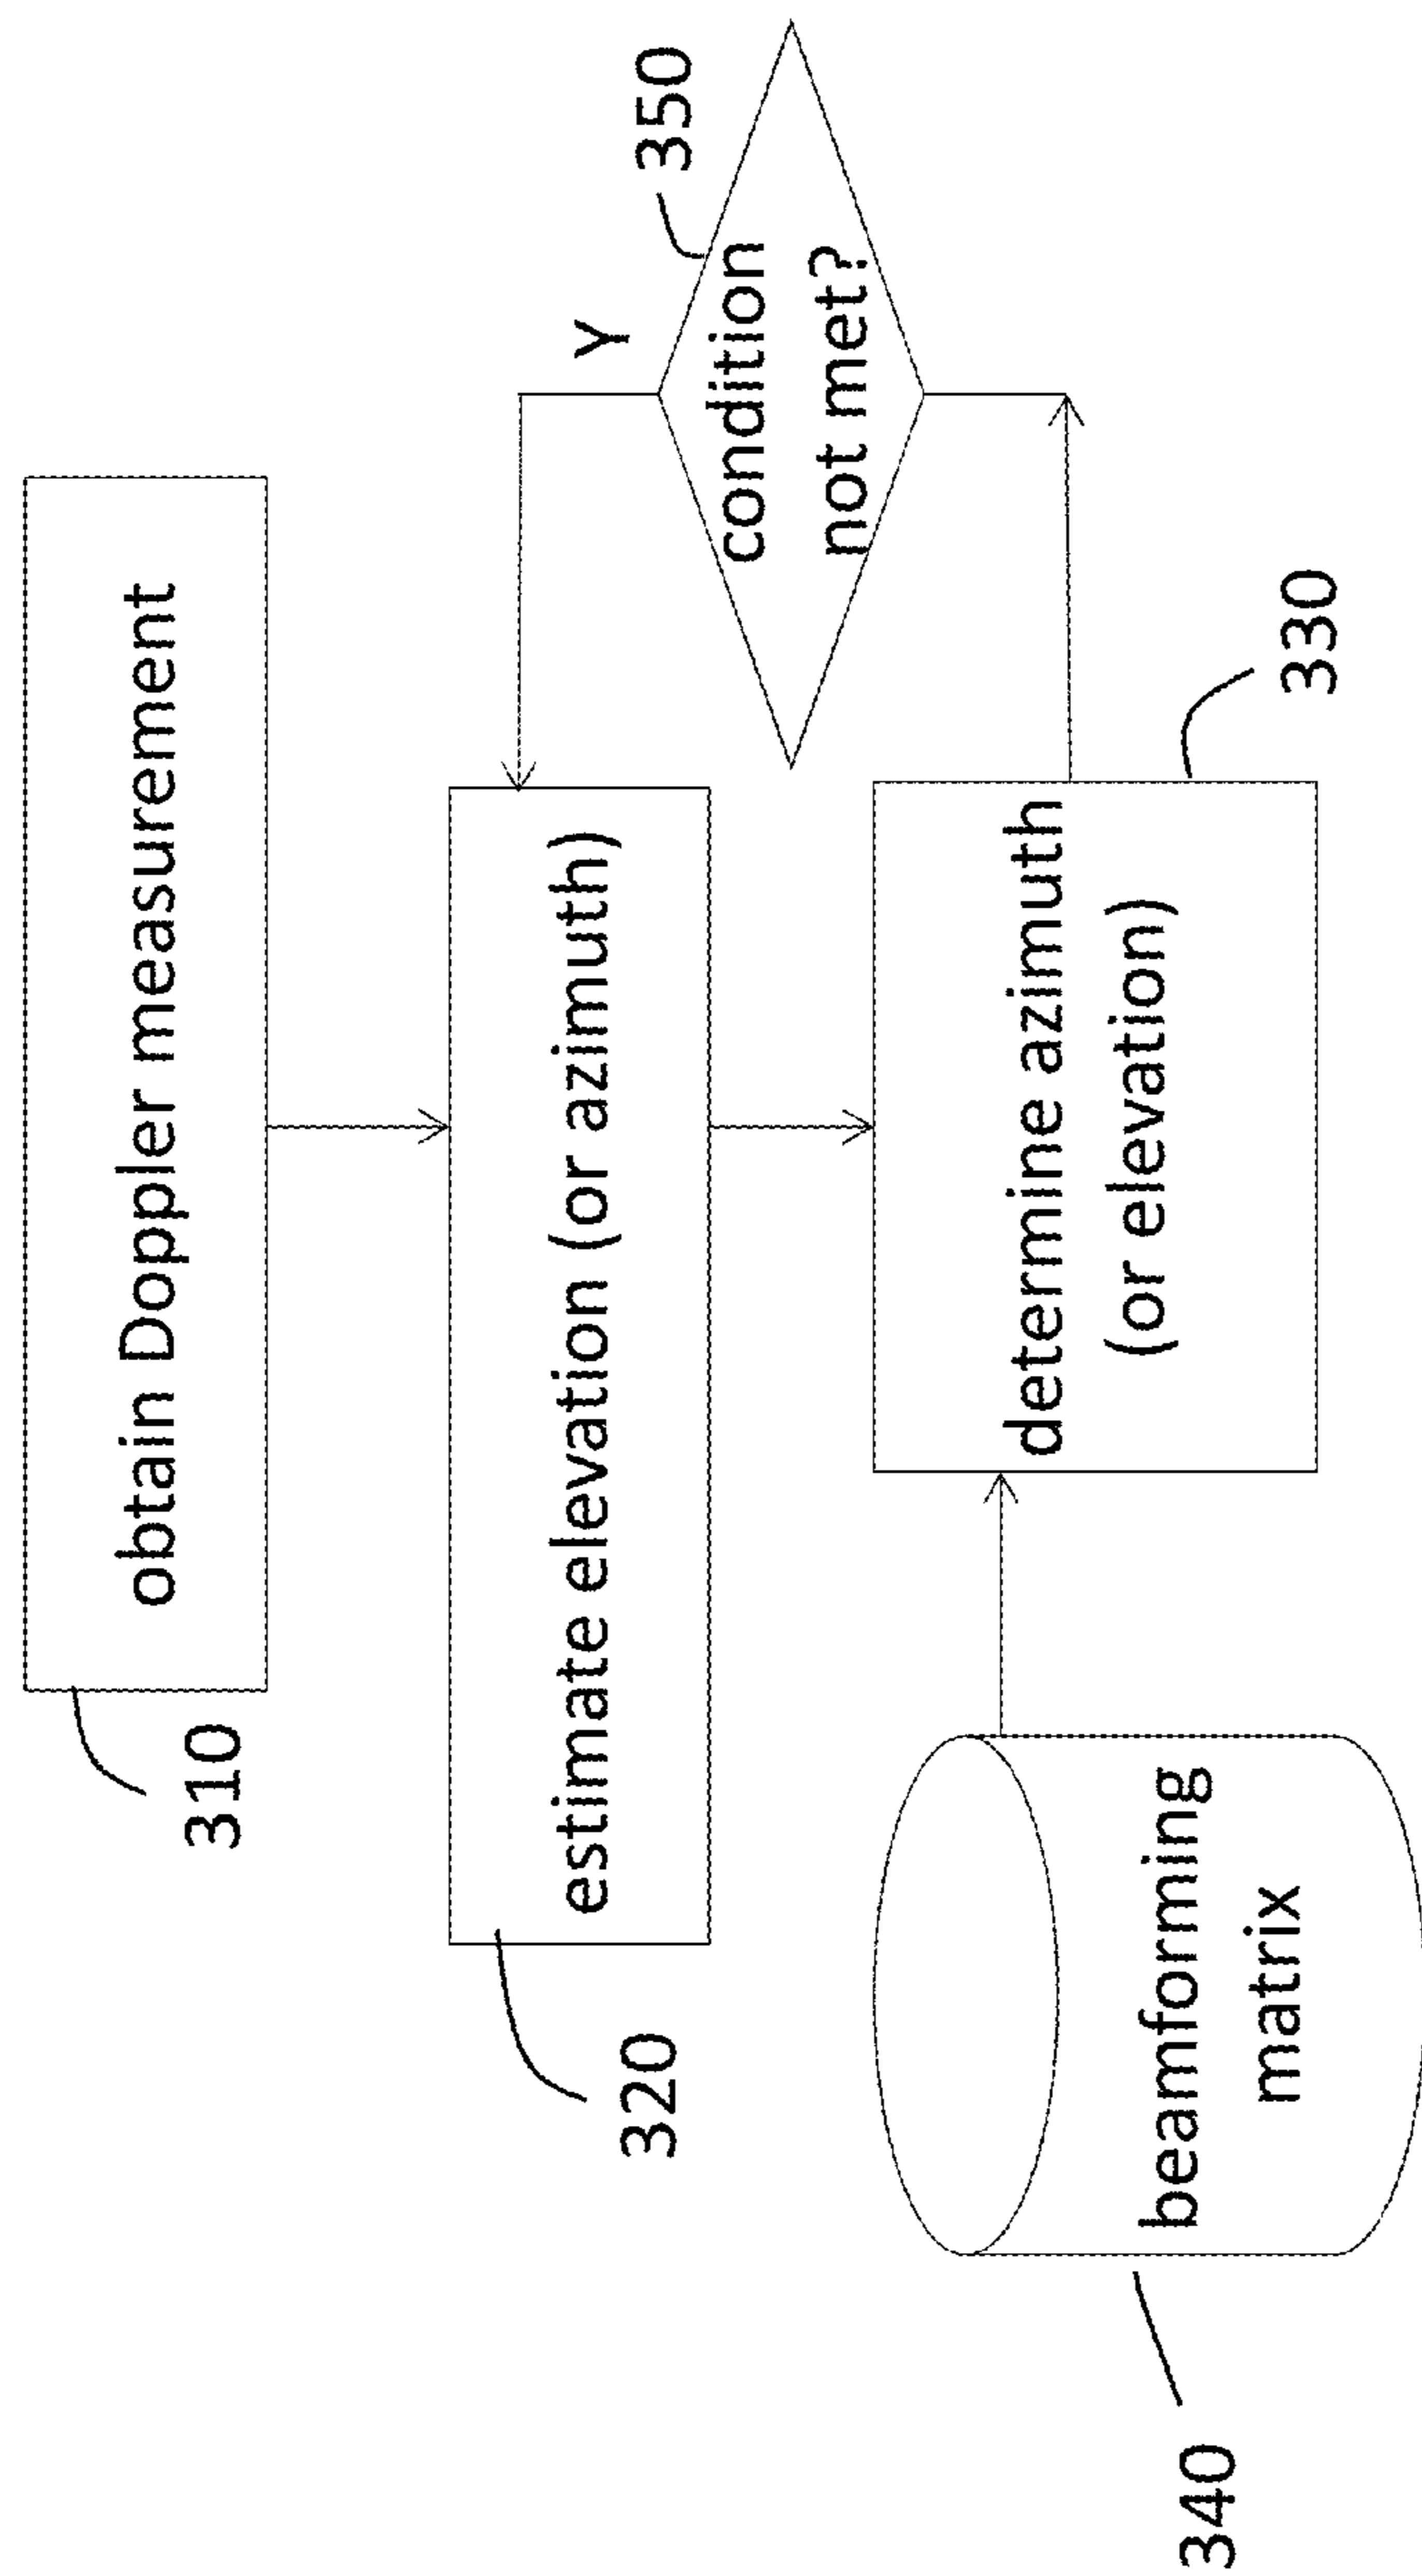 310
obtain Doppler measurement
320
estimate elevation (or azimuth)
Y
350
condition
not met?
340
beamforming
matrix
determine azimuth
(or elevation)
330